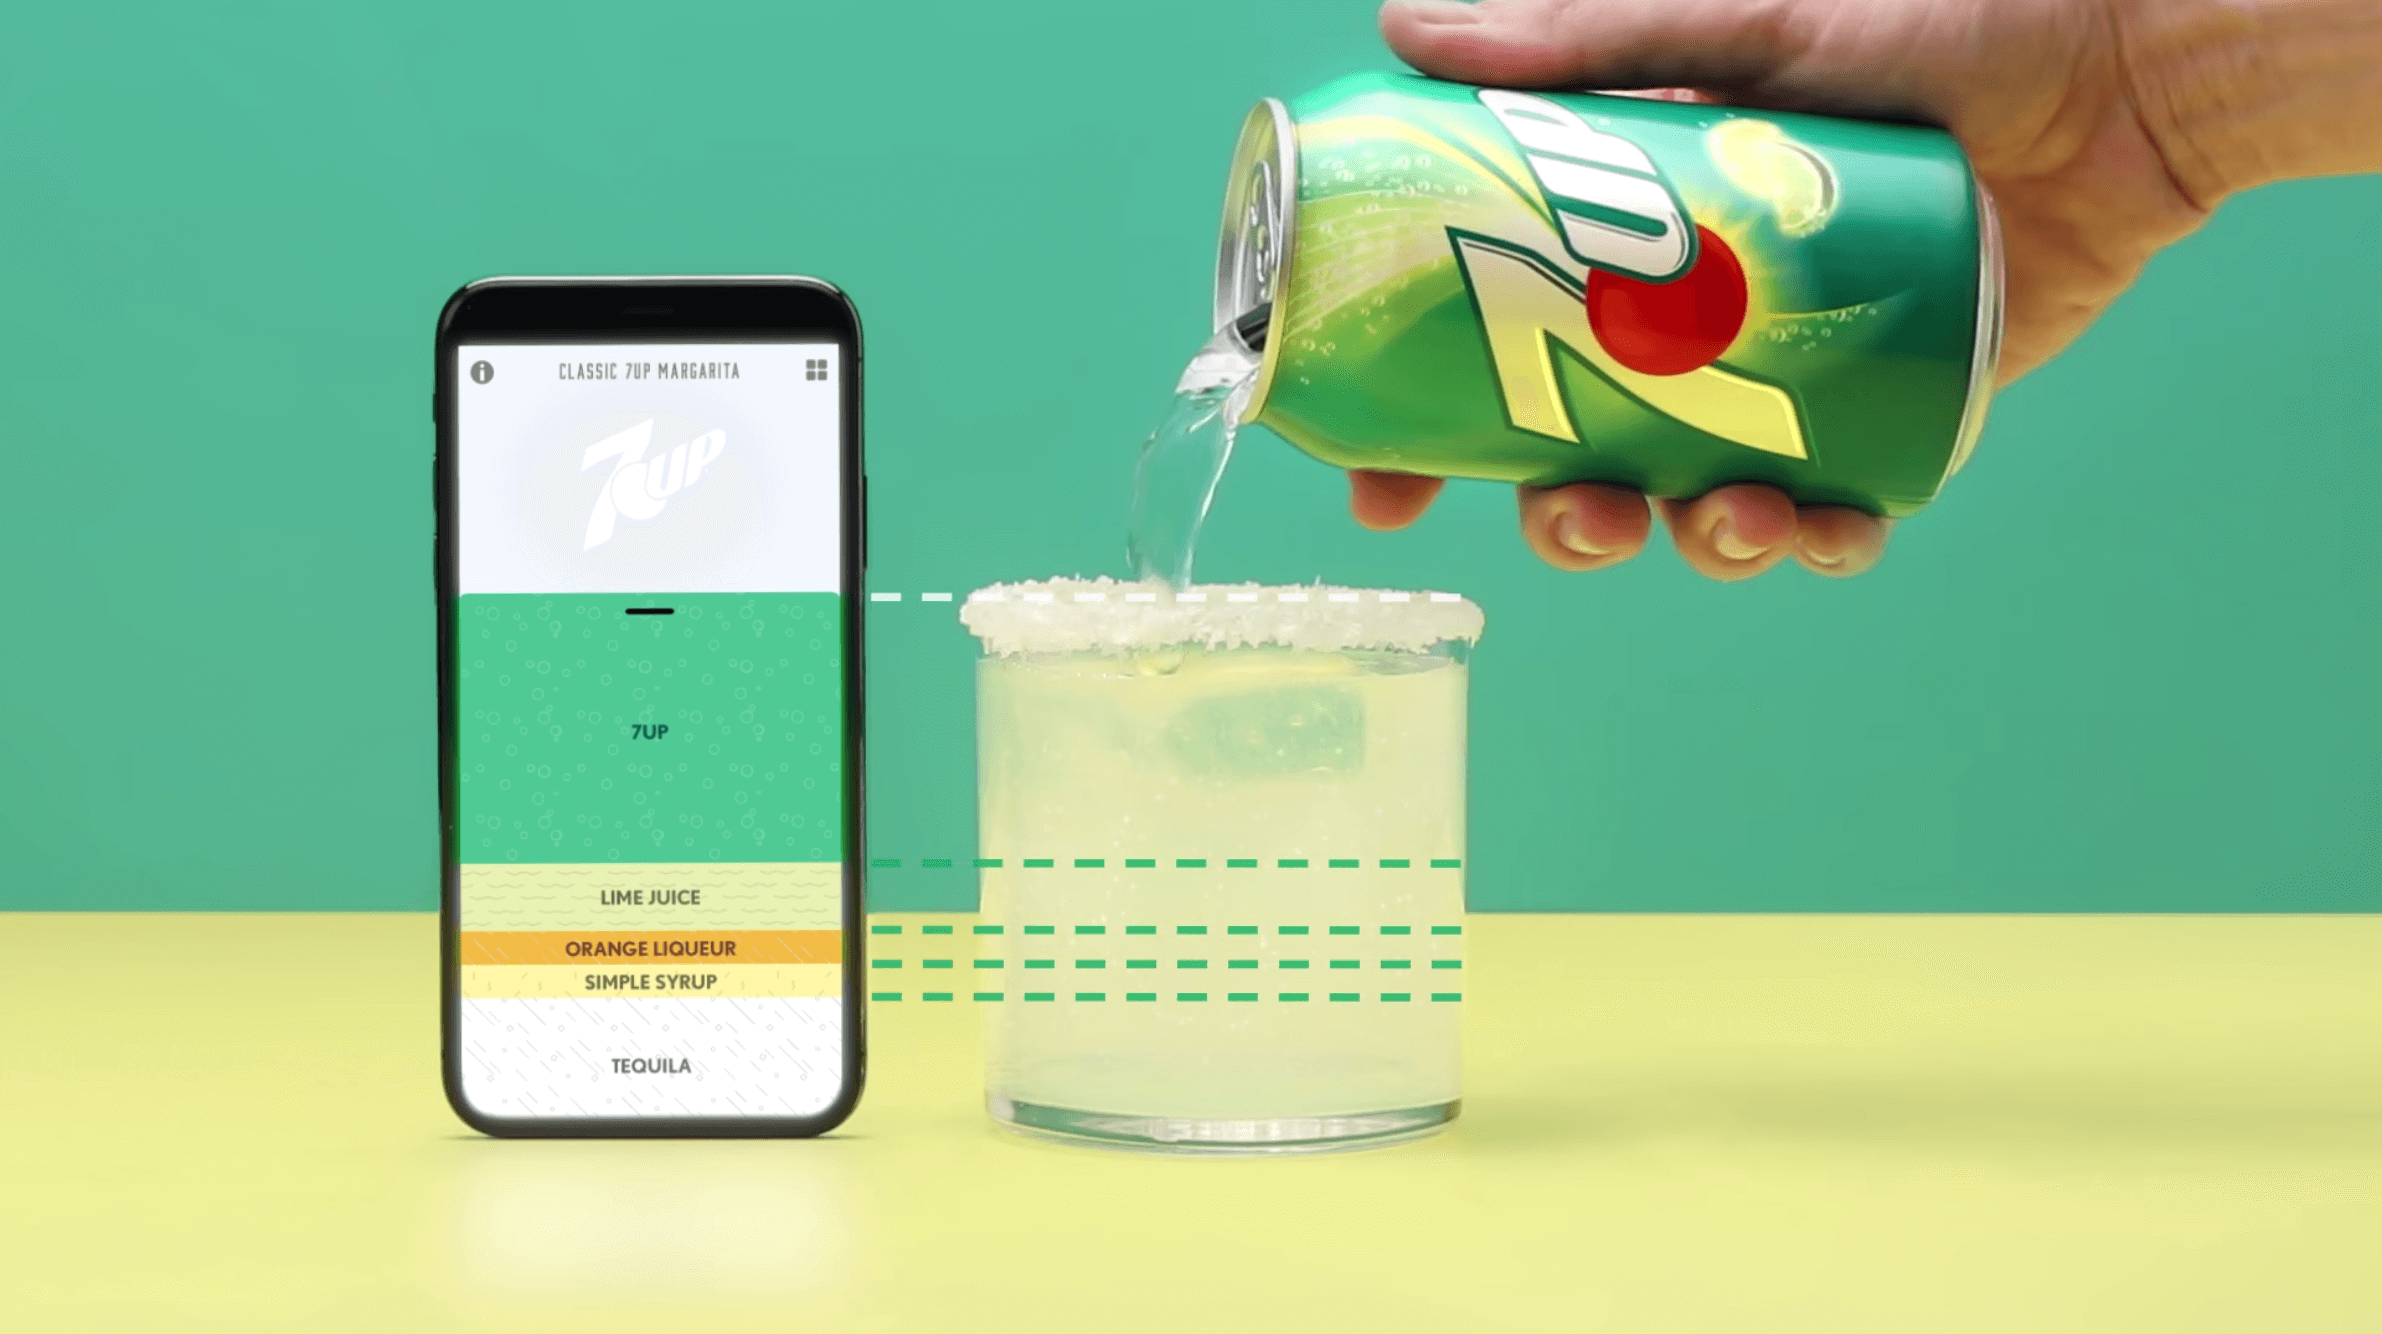 CLASSIC 7UP MARGARITA
7UP
7UP
LIME JUICE
ORANGE LIQUEUR
SIMPLE SYRUP
TEQUILA
7UP